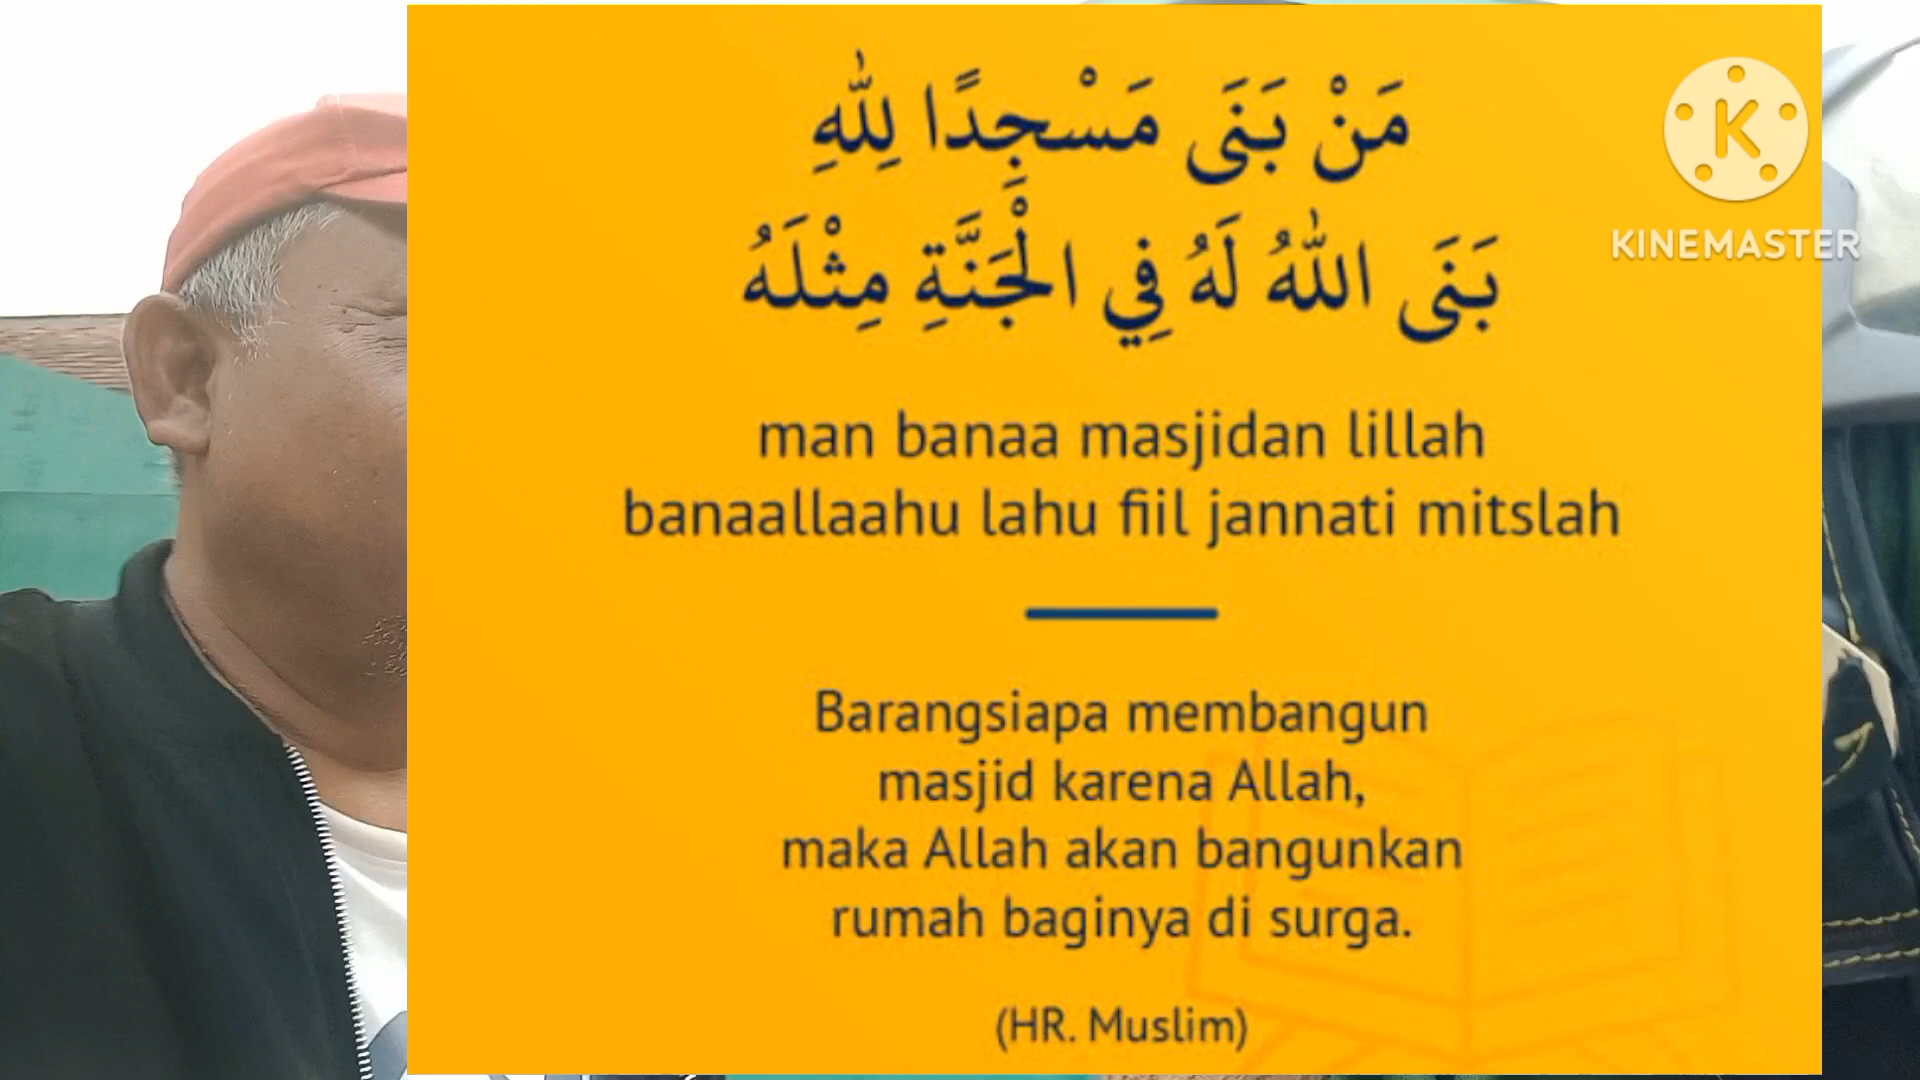 مَنْ بَنَى مَسْجِدًا لِلّٰهِ
بَنَى اللّٰهُ لَهُ فِي الْجَنَّةِ مِثْلَهُ
man banaa masjidan lillah
banaallaahu lahu fiil jannati mitslah
Barangsiapa membangun
masjid karena Allah,
maka Allah akan bangunkan
rumah baginya di surga.
(HR. Muslim)
K
KINEMASTER